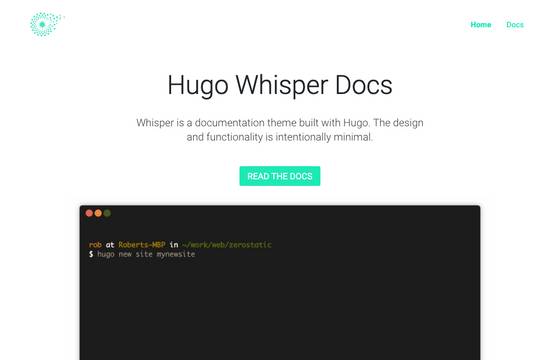 Home Docs
Hugo Whisper Docs
Whisper is a documentation theme built with Hugo. The design
and functionality is intentionally minimal.
READ THE DOCS
rob at Roberts-MBP in ~/work/web/zerostatic
$ hugo new site mynewsite